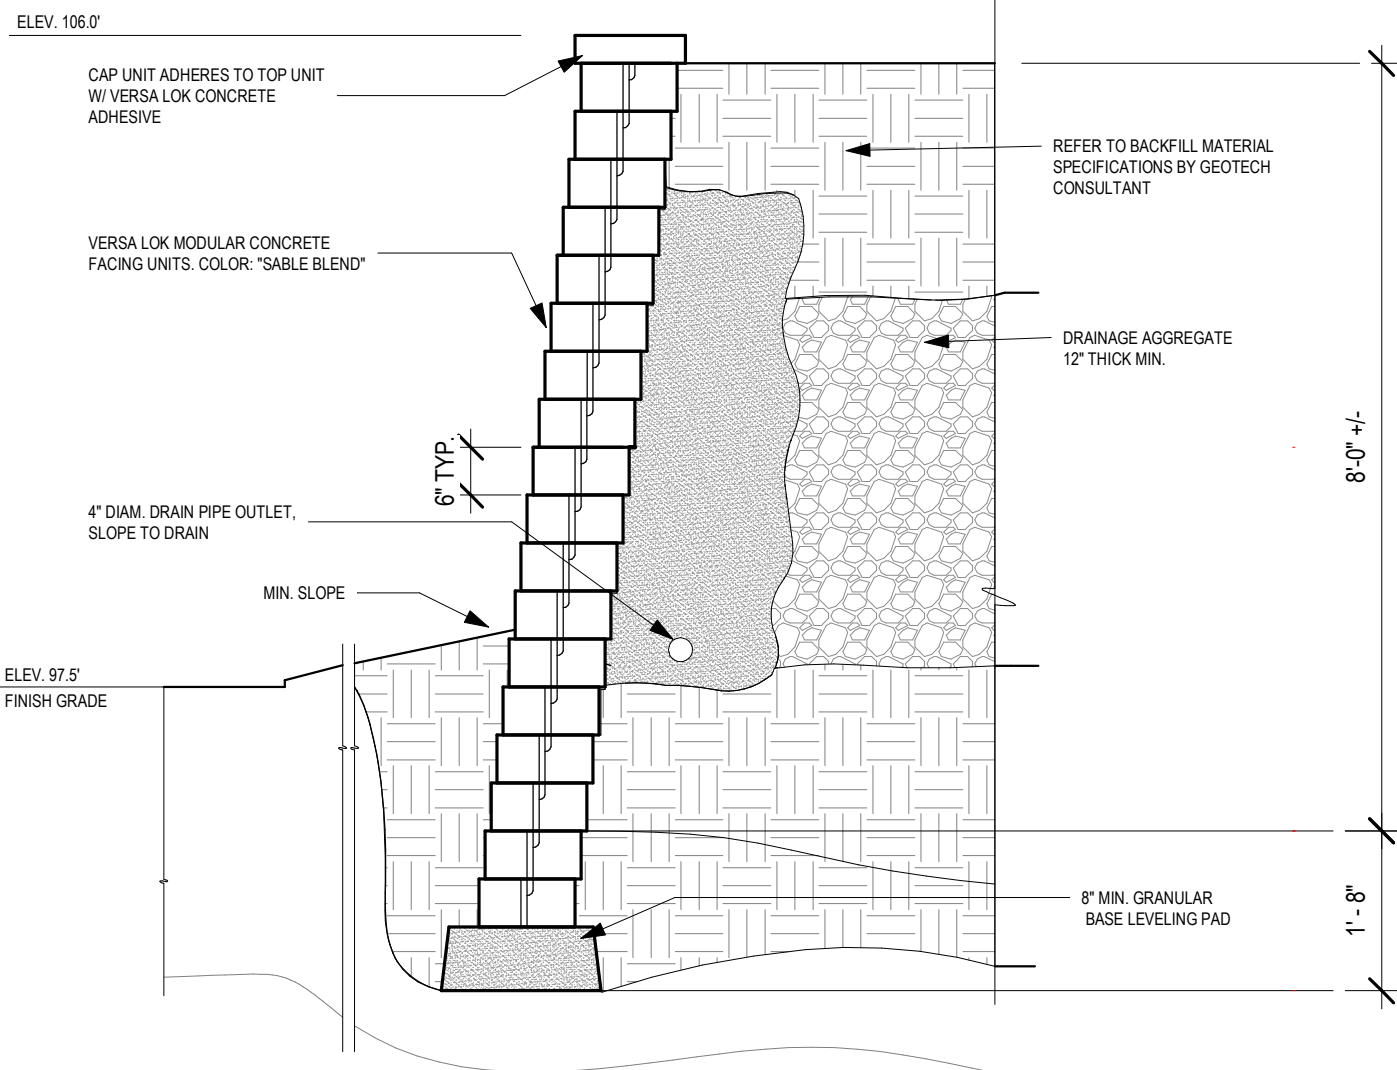 ELEV. 106.0'
CAP UNIT ADHERES TO TOP UNIT
W/ VERSA LOK CONCRETE
ADHESIVE
REFER TO BACKFILL MATERIAL
SPECIFICATIONS BY GEOTECH
CONSULTANT
VERSA LOK MODULAR CONCRETE
FACING UNITS. COLOR: "SABLE BLEND"
DRAINAGE AGGREGATE
12" THICK MIN.
8'-0" +/-
6" TYP.
4" DIAM. DRAIN PIPE OUTLET,
SLOPE TO DRAIN
MIN. SLOPE
ELEV. 97.5'
FINISH GRADE
8" MIN. GRANULAR
BASE LEVELING PAD
1' - 8"